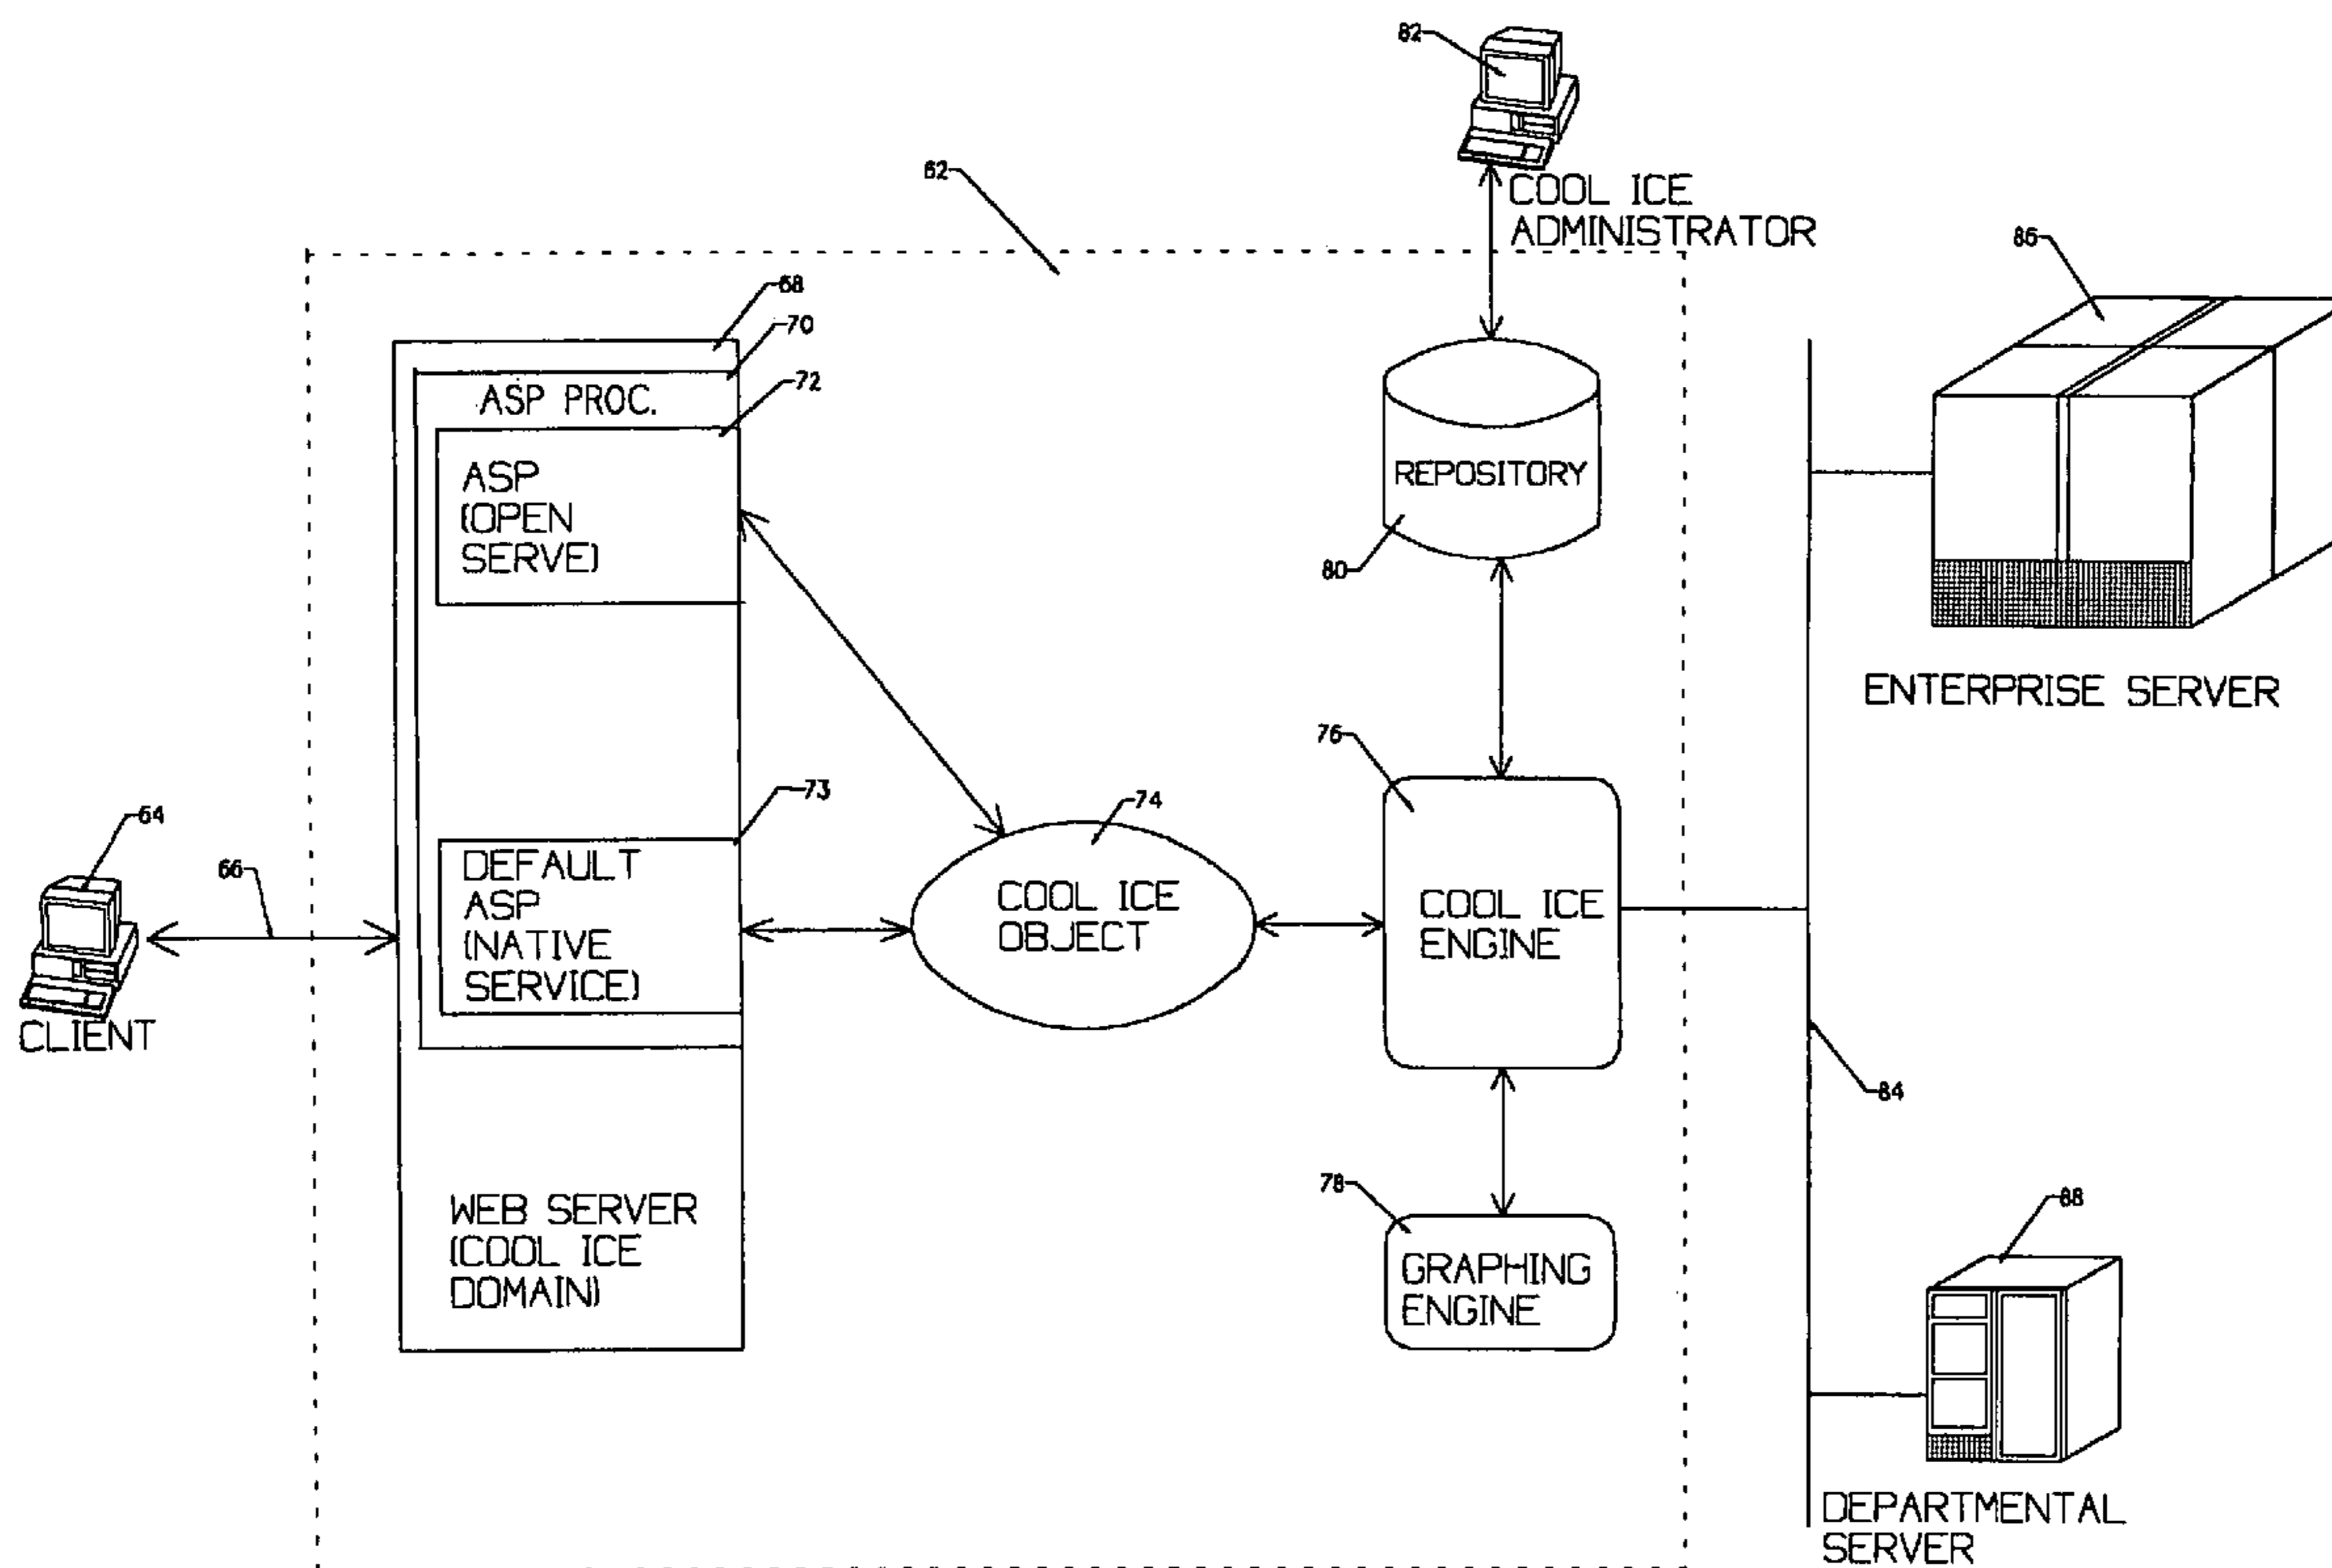 82
COOL ICE
ADMINISTRATOR
62
86
68
70
ASP PROC.
72
ASP
(OPEN
SERVE)
REPOSITORY
80
ENTERPRISE SERVER
76
73
74
64
66
DEFAULT
ASP
(NATIVE
SERVICE)
COOL ICE
OBJECT
COOL ICE
ENGINE
CLIENT
84
78
88
WEB SERVER
(COOL ICE
DOMAIN)
GRAPHING
ENGINE
DEPARTMENTAL
SERVER